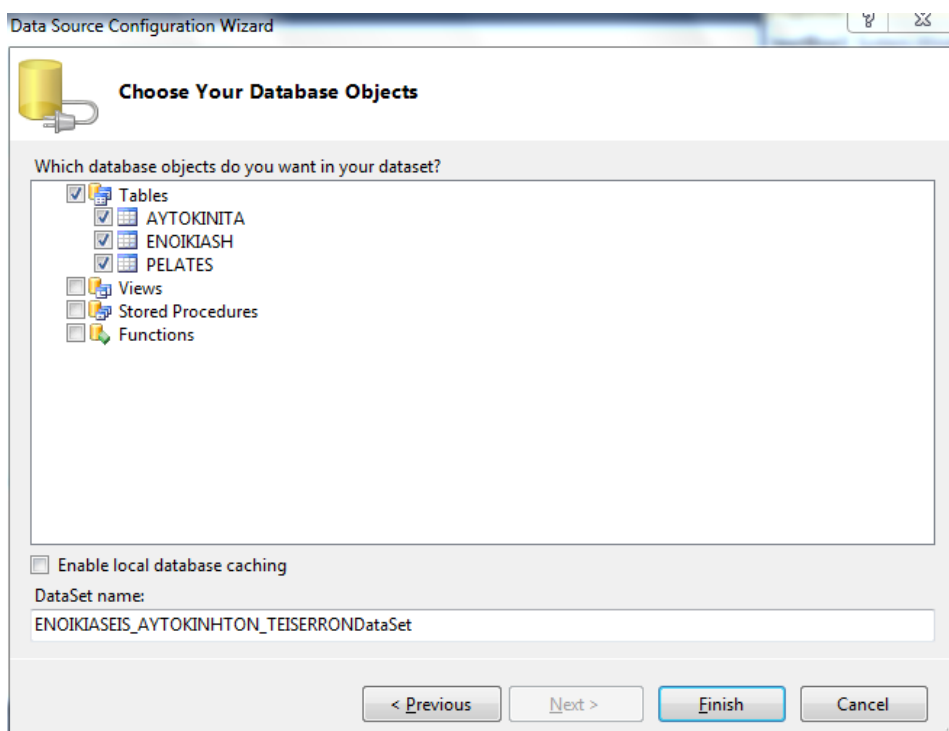 Data Source Configuration Wizard
Choose Your Database Objects
Which database objects do you want in your dataset?
Tables
AYTOKINITA
ENOIKIASH
PELATES
Views
Stored Procedures
Functions
Enable local database caching
DataSet name:
ENOIKIASEIS_AYTOKINHTON_TEISERRONDataSet
< Previous Next > Finish Cancel